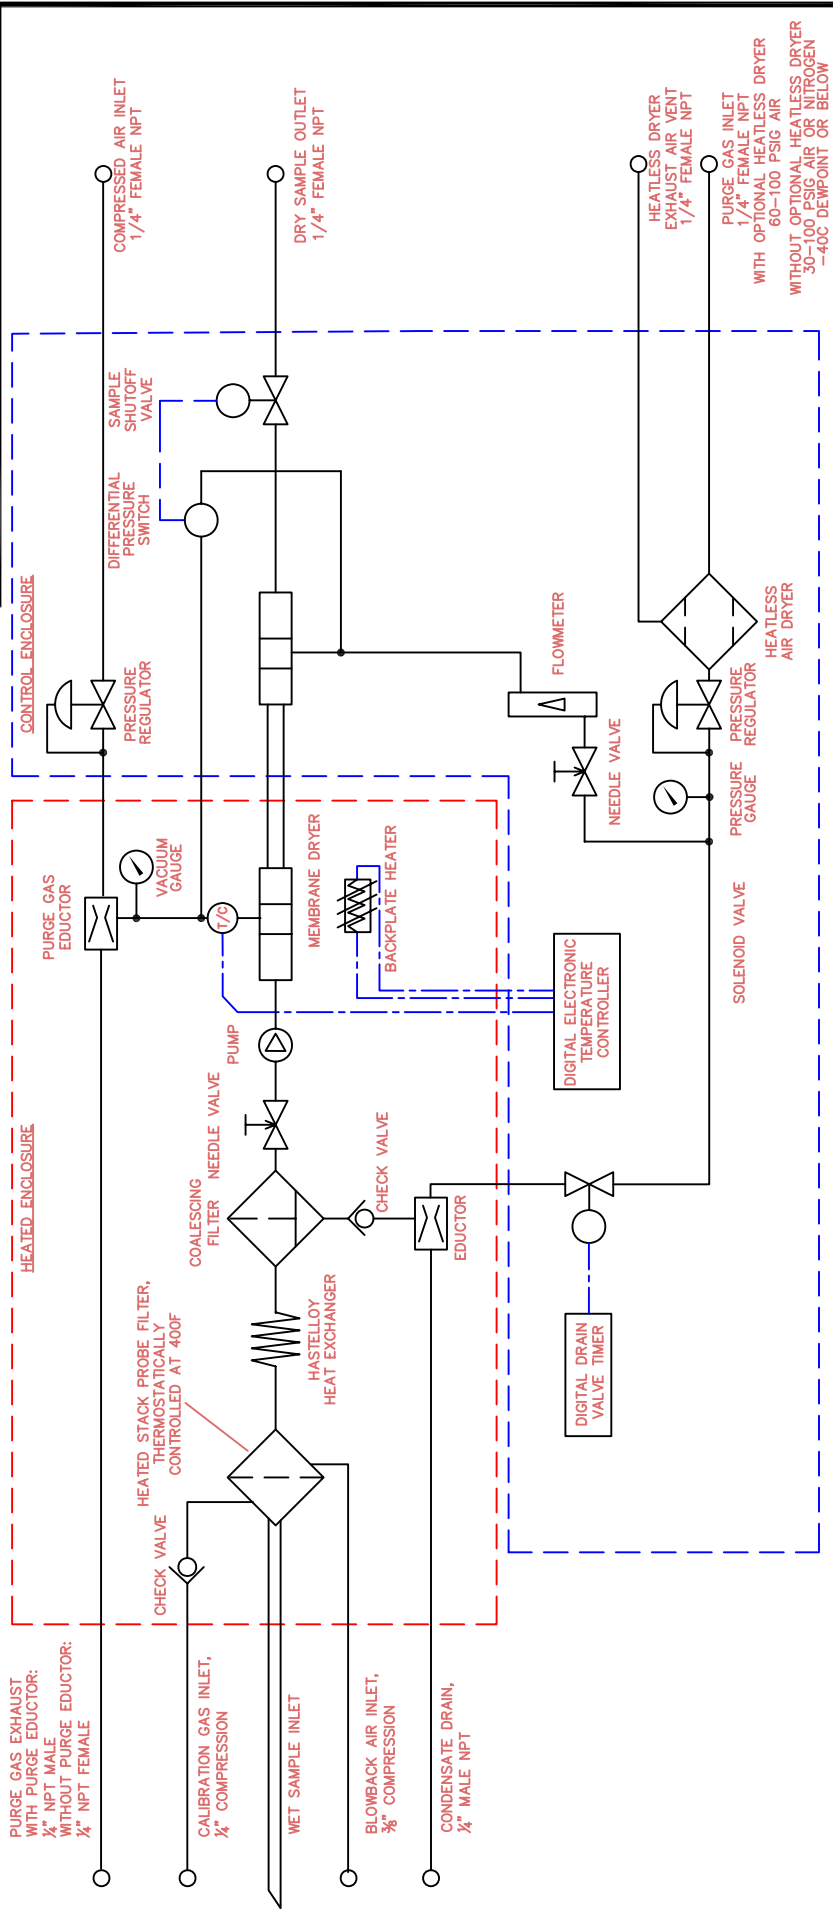 PURGE GAS EXHAUST
WITH PURGE EDUCTOR:
¼" NPT MALE
WITHOUT PURGE EDUCTOR:
¼" NPT FEMALE
CALIBRATION GAS INLET,
¼" COMPRESSION
WET SAMPLE INLET
BLOWBACK AIR INLET,
⅜" COMPRESSION
CONDENSATE DRAIN,
¼" MALE NPT
HEATED ENCLOSURE
CHECK VALVE
HEATED STACK PROBE FILTER,
THERMOSTATICALLY
CONTROLLED AT 400F
HASTELLOY
HEAT EXCHANGER
COALESCING
FILTER
NEEDLE VALVE
CHECK VALVE
EDUCTOR
PUMP
PURGE GAS
EDUCTOR
VACUUM
GAUGE
T/C
MEMBRANE DRYER
BACKPLATE HEATER
DIGITAL DRAIN
VALVE TIMER
DIGITAL ELECTRONIC
TEMPERATURE
CONTROLLER
SOLENOID VALVE
CONTROL ENCLOSURE
PRESSURE
REGULATOR
DIFFERENTIAL
PRESSURE
SWITCH
SAMPLE
SHUTOFF
VALVE
FLOWMETER
NEEDLE VALVE
PRESSURE
GAUGE
PRESSURE
REGULATOR
HEATLESS
AIR DRYER
COMPRESSED AIR INLET
1/4" FEMALE NPT
DRY SAMPLE OUTLET
1/4" FEMALE NPT
HEATLESS DRYER
EXHAUST AIR VENT
1/4" FEMALE NPT
PURGE GAS INLET
1/4" FEMALE NPT
WITH OPTIONAL HEATLESS DRYER
60-100 PSIG AIR
WITHOUT OPTIONAL HEATLESS DRYER
30-100 PSIG AIR OR NITROGEN
-40C DEWPOINT OR BELOW